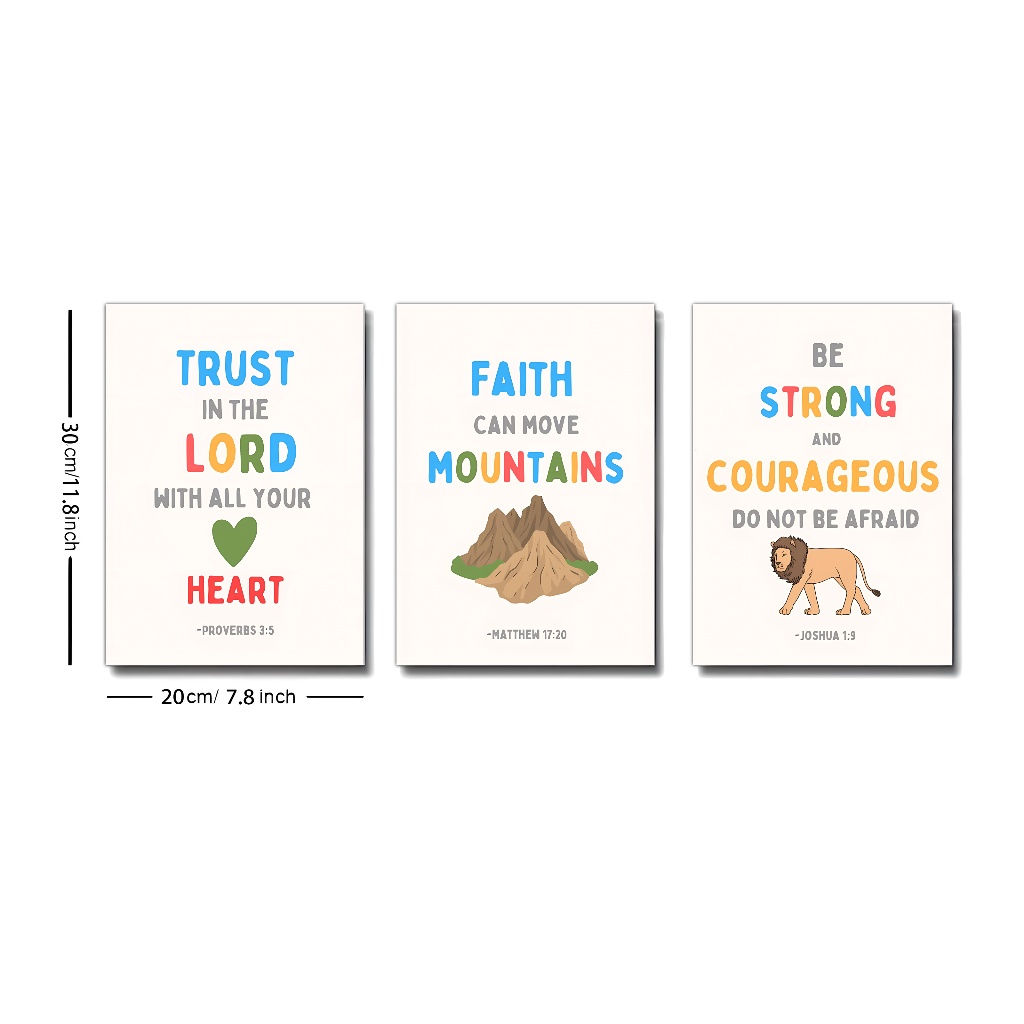 TRUST
IN THE
LORD
WITH ALL YOUR
HEART
-PROVERBS 3:5
FAITH
CAN MOVE
MOUNTAINS
-MATTHEW 17:20
BE
STRONG
AND
COURAGEOUS
DO NOT BE AFRAID
-JOSHUA 1:9
30cm/11.8inch
20cm/ 7.8 inch